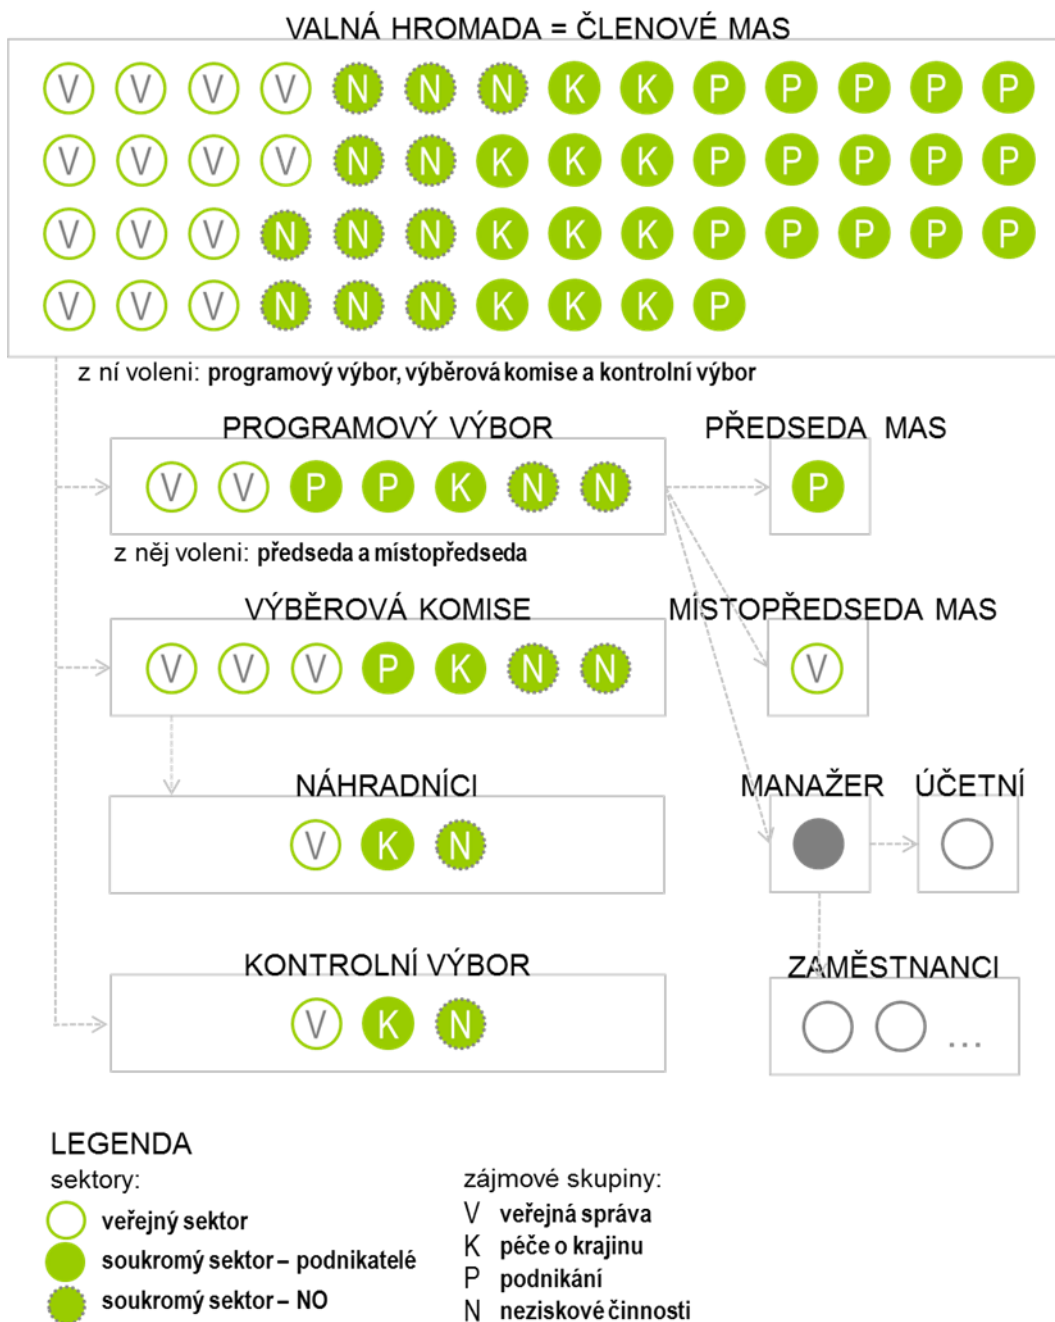 VALNÁ HROMADA = ČLENOVÉ MAS
V V V V N N N K K P P P P P
V V V V N N K K K P P P P P
V V V N N N K K K P P P P P
V V V N N N K K K P
z ní voleni: programový výbor, výběrová komise a kontrolní výbor
PROGRAMOVÝ VÝBOR
V V P P K N N
PŘEDSEDA MAS
P
z něj voleni: předseda a místopředseda
VÝBĚROVÁ KOMISE
V V V P K N N
MÍSTOPŘEDSEDA MAS
V
NÁHRADNÍCI
V K N
MANAŽER
ÚČETNÍ
KONTROLNÍ VÝBOR
V K N
ZAMĚSTNANCI
...
LEGENDA
sektory:
veřejný sektor
soukromý sektor – podnikatelé
soukromý sektor – NO
zájmové skupiny:
V veřejná správa
K péče o krajinu
P podnikání
N neziskové činnosti